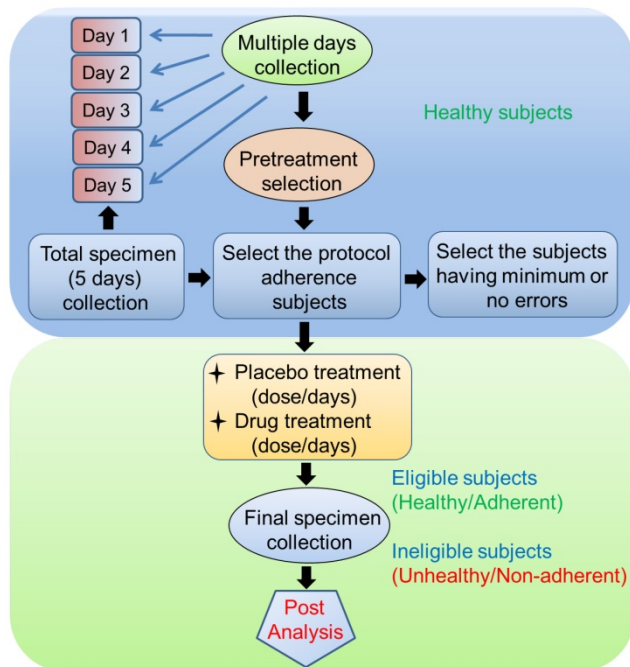 Day 1
Day 2
Day 3
Day 4
Day 5
Multiple days
collection
Healthy subjects
Pretreatment
selection
Total specimen
(5 days)
collection
Select the protocol
adherence
subjects
Select the subjects
having minimum or
no errors
Placebo treatment
(dose/days)
Drug treatment
(dose/days)
Eligible subjects
(Healthy/Adherent)
Final specimen
collection
Ineligible subjects
(Unhealthy/Non-adherent)
Post
Analysis